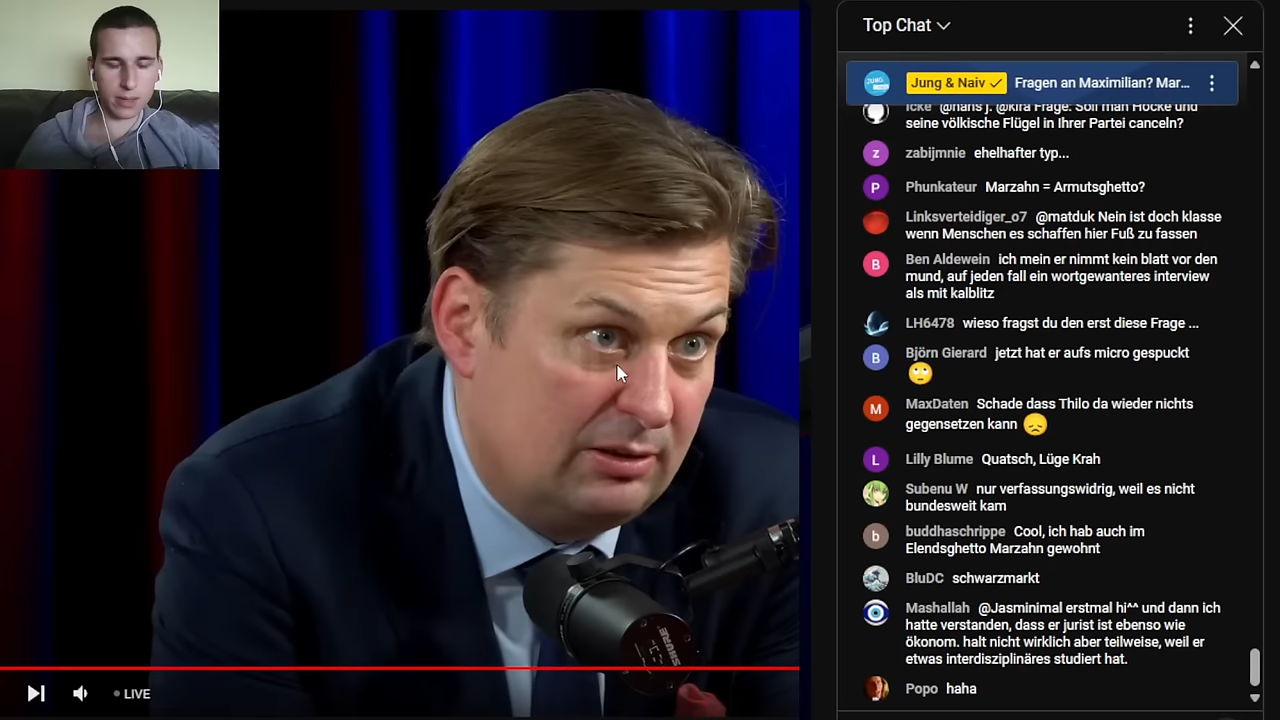 Top Chat
Jung & Naiv Fragen an Maximilian? Mar...
Icke @hans j. @kira Frage: Soll man Höcke und
seine völkische Flügel in Ihrer Partei canceln?
z zabijmnie ehelhafter typ...
P Phunkateur Marzahn = Armutsghetto?
Linksverteidiger_o7 @matduk Nein ist doch klasse
wenn Menschen es schaffen hier Fuß zu fassen
B Ben Aldewein ich mein er nimmt kein blatt vor den
mund, auf jeden fall ein wortgewanteres interview
als mit kalblitz
LH6478 wieso fragst du den erst diese Frage ...
B Björn Gierard jetzt hat er aufs micro gespuckt
🙄
M MaxDaten Schade dass Thilo da wieder nichts
gegensetzen kann 😞
L Lilly Blume Quatsch, Lüge Krah
Subenu W nur verfassungswidrig, weil es nicht
bundesweit kam
b buddhaschrippe Cool, ich hab auch im
Elendsghetto Marzahn gewohnt
BluDC schwarzmarkt
Mashallah @Jasminimal erstmal hi^^ und dann ich
hatte verstanden, dass er jurist ist ebenso wie
ökonom. halt nicht wirklich aber teilweise, weil er
etwas interdisziplinäres studiert hat.
Popo haha
SHURE
LIVE